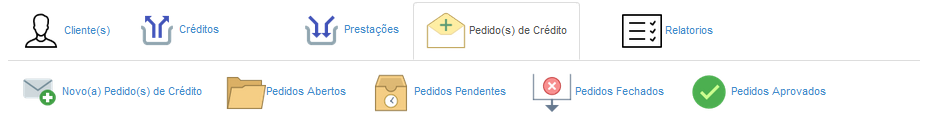 Cliente(s) Créditos Prestações Pedido(s) de Crédito Relatorios
Novo(a) Pedido(s) de Crédito Pedidos Abertos Pedidos Pendentes Pedidos Fechados Pedidos Aprovados